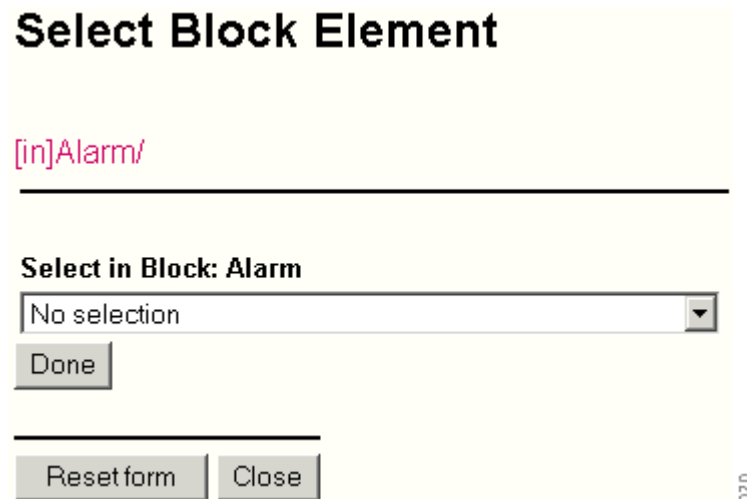 Select Block Element
[in]Alarm/
Select in Block: Alarm
No selection
Done
Reset form Close